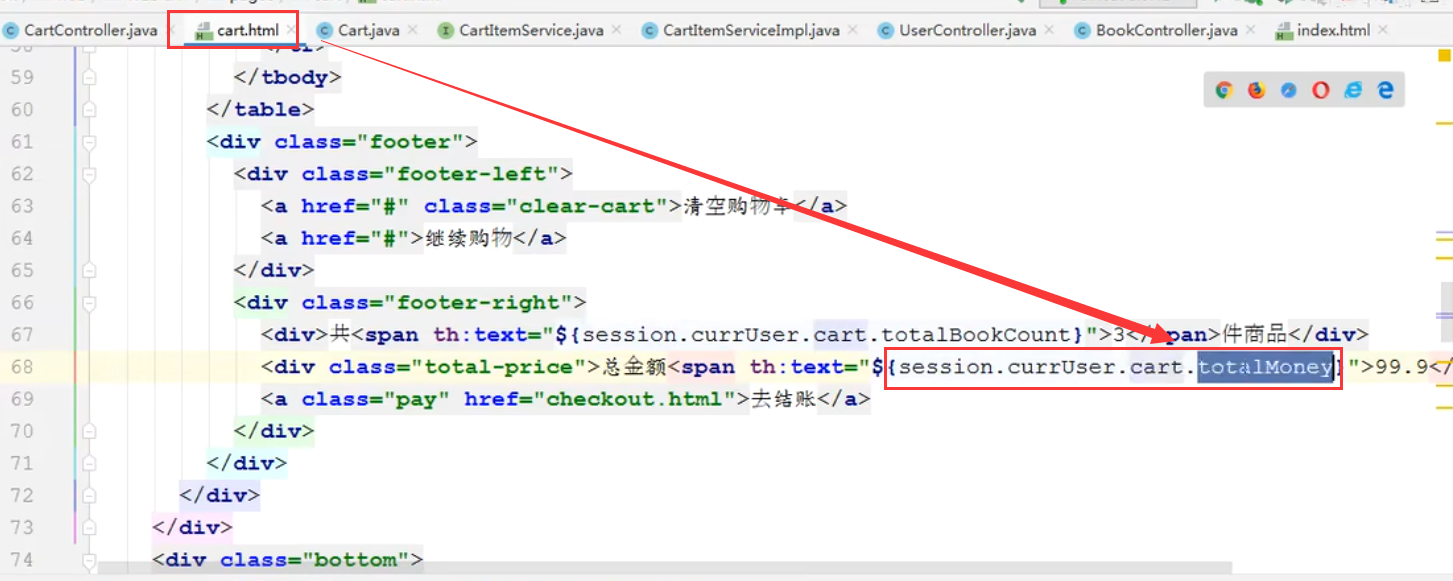 CartController.java cart.html Cart.java CartItemService.java CartItemServiceImpl.java UserController.java BookController.java index.html
59 </tbody>
60 </table>
61 <div class="footer">
62 <div class="footer-left">
63 <a href="#" class="clear-cart">清空购物车</a>
64 <a href="#">继续购物</a>
65 </div>
66 <div class="footer-right">
67 <div>共<span th:text="${session.currUser.cart.totalBookCount}">3</span>件商品</div>
68 <div class="total-price">总金额<span th:text="${session.currUser.cart.totalMoney}">99.9</
69 <a class="pay" href="checkout.html">去结账</a>
70 </div>
71 </div>
72 </div>
73 </div>
74 <div class="bottom">